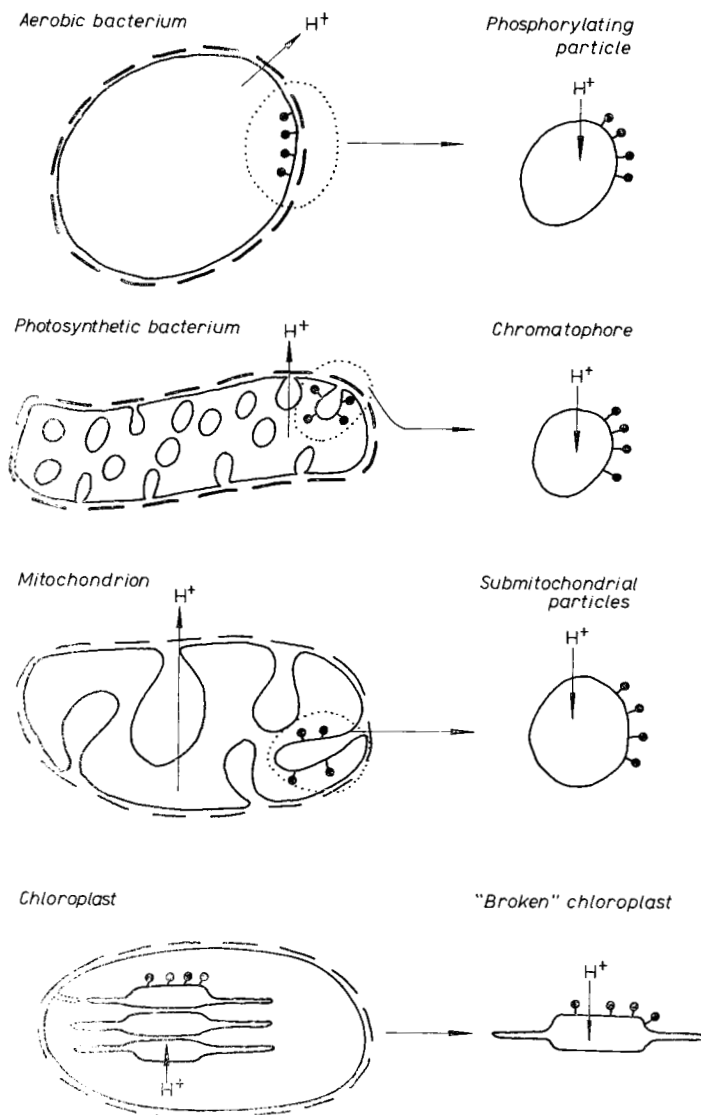 Aerobic bacterium
H+
Phosphorylating
particle
H+
Photosynthetic bacterium
H+
Chromatophore
H+
Mitochondrion
H+
Submitochondrial
particles
H+
Chloroplast
H+
"Broken" chloroplast
H+